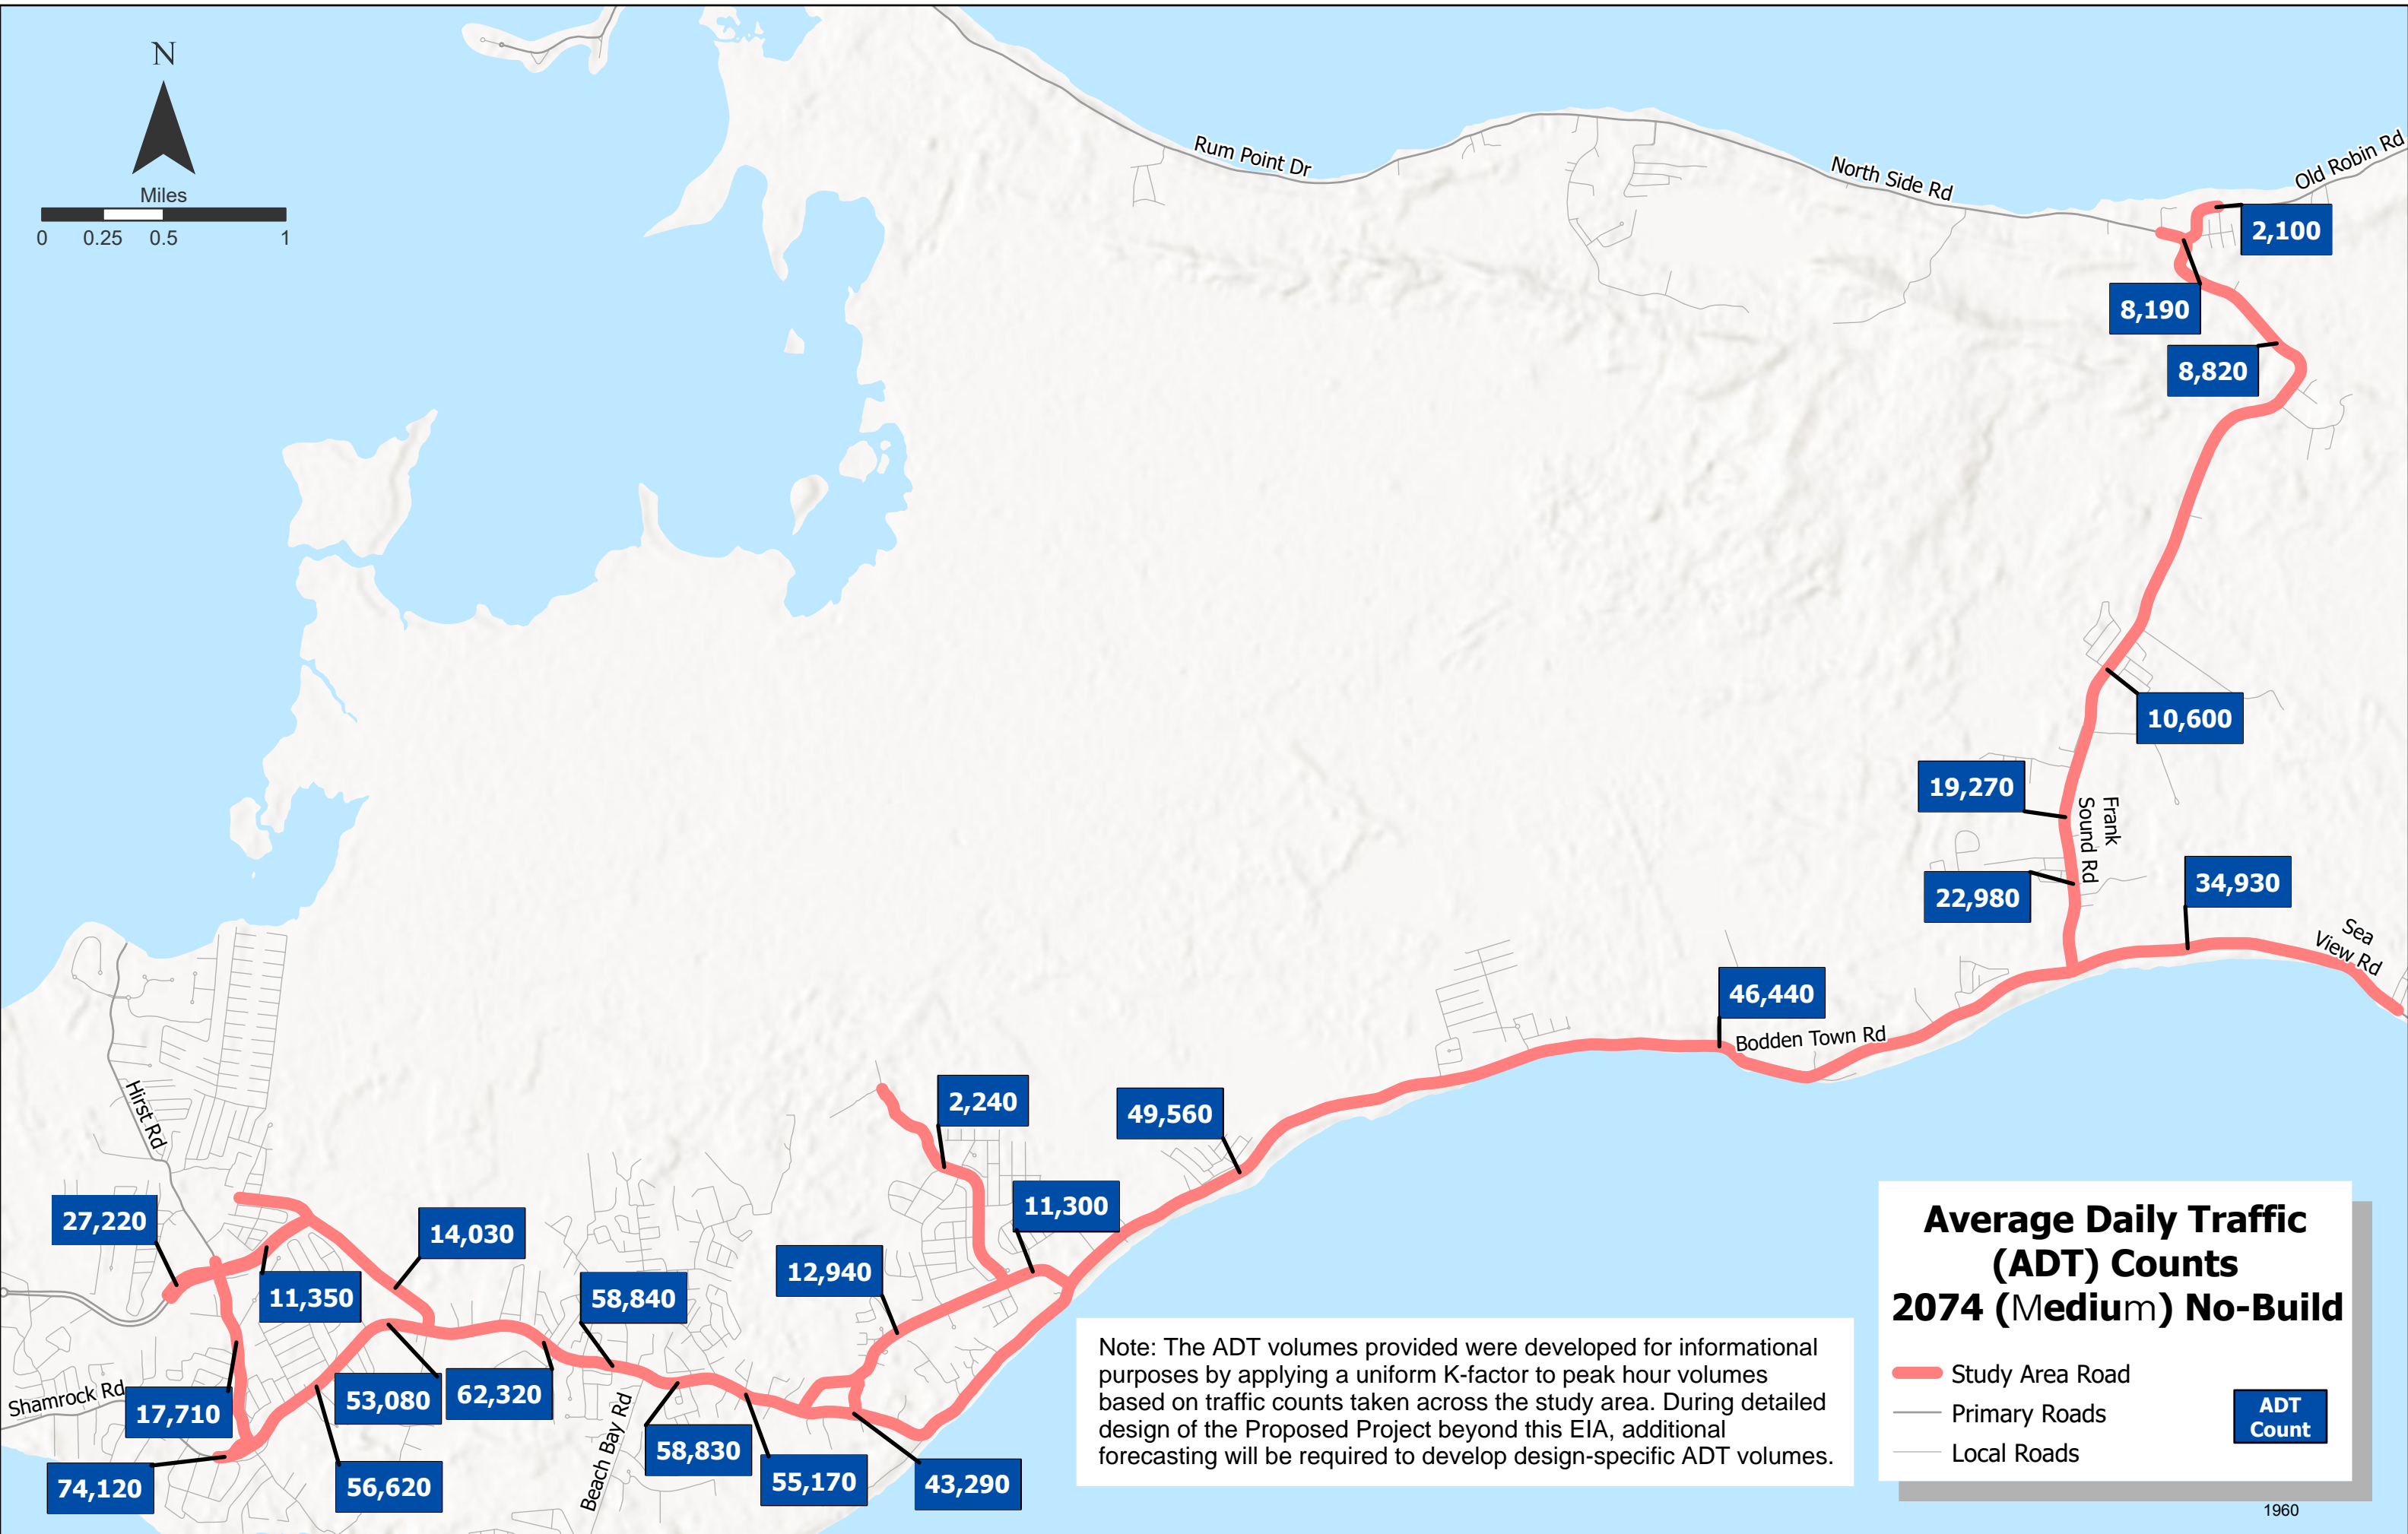 N
Miles
0 0.25 0.5 1
Rum Point Dr
North Side Rd
Old Robin Rd
2,100
8,190
8,820
10,600
19,270
Frank
Sound Rd
22,980
34,930
Sea
View Rd
46,440
Bodden Town Rd
Hirst Rd
2,240
49,560
11,300
27,220
14,030
12,940
11,350
58,840
Shamrock Rd
17,710
53,080
62,320
Beach Bay Rd
58,830
55,170
43,290
74,120
56,620
Note: The ADT volumes provided were developed for informational
purposes by applying a uniform K-factor to peak hour volumes
based on traffic counts taken across the study area. During detailed
design of the Proposed Project beyond this EIA, additional
forecasting will be required to develop design-specific ADT volumes.
Average Daily Traffic
(ADT) Counts
2074 (Medium) No-Build
Study Area Road
Primary Roads
Local Roads
ADT
Count
1960